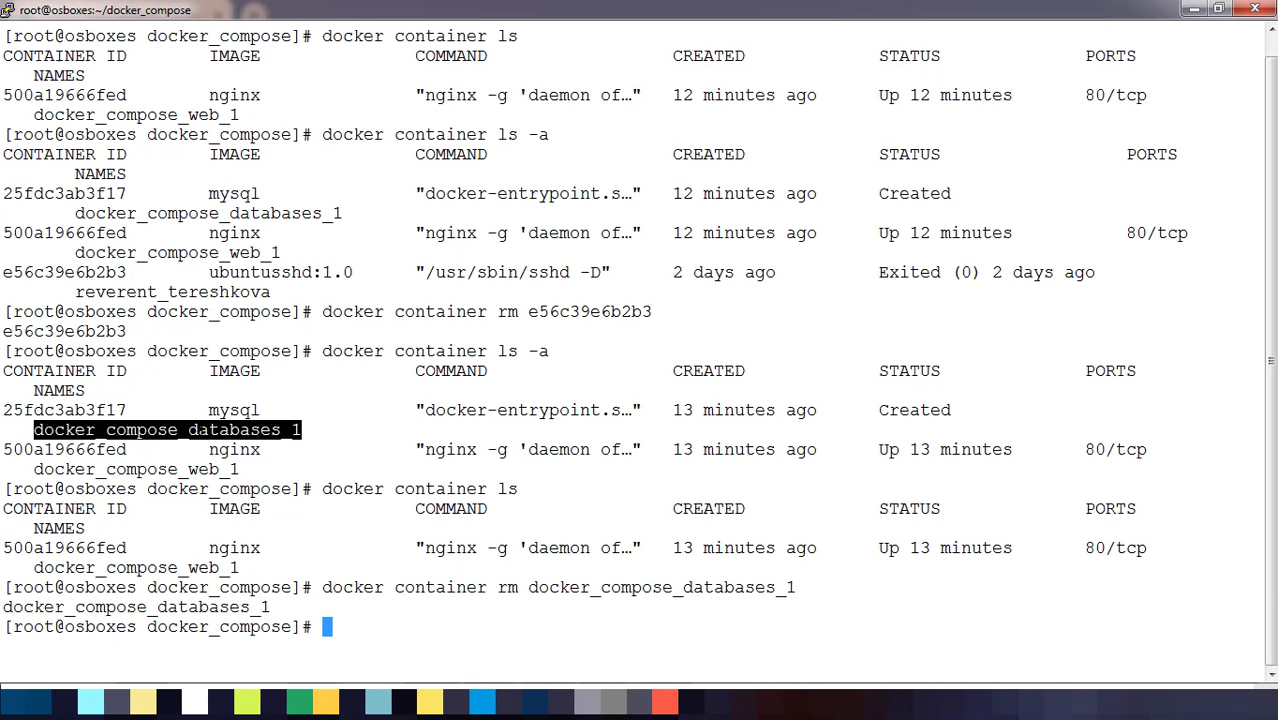 root@osboxes:~/docker_compose
[root@osboxes docker_compose]# docker container ls
CONTAINER ID        IMAGE               COMMAND                  CREATED             STATUS              PORTS
   NAMES
500a19666fed        nginx               "nginx -g 'daemon of…"   12 minutes ago      Up 12 minutes       80/tcp
   docker_compose_web_1
[root@osboxes docker_compose]# docker container ls -a
CONTAINER ID        IMAGE               COMMAND                  CREATED             STATUS                  PORTS
       NAMES
25fdc3ab3f17        mysql               "docker-entrypoint.s…"   12 minutes ago      Created
       docker_compose_databases_1
500a19666fed        nginx               "nginx -g 'daemon of…"   12 minutes ago      Up 12 minutes           80/tcp
       docker_compose_web_1
e56c39e6b2b3        ubuntusshd:1.0      "/usr/sbin/sshd -D"      2 days ago          Exited (0) 2 days ago
       reverent_tereshkova
[root@osboxes docker_compose]# docker container rm e56c39e6b2b3
e56c39e6b2b3
[root@osboxes docker_compose]# docker container ls -a
CONTAINER ID        IMAGE               COMMAND                  CREATED             STATUS              PORTS
   NAMES
25fdc3ab3f17        mysql               "docker-entrypoint.s…"   13 minutes ago      Created
   docker_compose_databases_1
500a19666fed        nginx               "nginx -g 'daemon of…"   13 minutes ago      Up 13 minutes       80/tcp
   docker_compose_web_1
[root@osboxes docker_compose]# docker container ls
CONTAINER ID        IMAGE               COMMAND                  CREATED             STATUS              PORTS
   NAMES
500a19666fed        nginx               "nginx -g 'daemon of…"   13 minutes ago      Up 13 minutes       80/tcp
   docker_compose_web_1
[root@osboxes docker_compose]# docker container rm docker_compose_databases_1
docker_compose_databases_1
[root@osboxes docker_compose]#